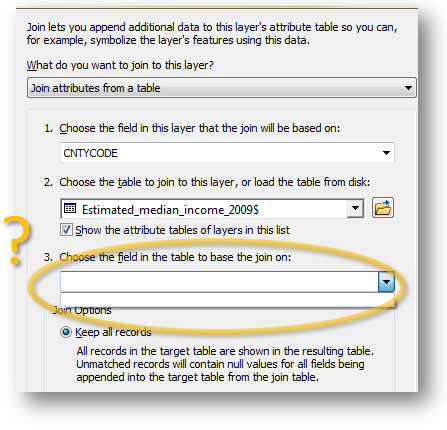 Join lets you append additional data to this layer's attribute table so you can,
for example, symbolize the layer's features using this data.
What do you want to join to this layer?
Join attributes from a table
1. Choose the field in this layer that the join will be based on:
CNTYCODE
2. Choose the table to join to this layer, or load the table from disk:
Estimated_median_income_2009$
Show the attribute tables of layers in this list
?
3. Choose the field in the table to base the join on:
Join Options
Keep all records
All records in the target table are shown in the resulting table.
Unmatched records will contain null values for all fields being
appended into the target table from the join table.